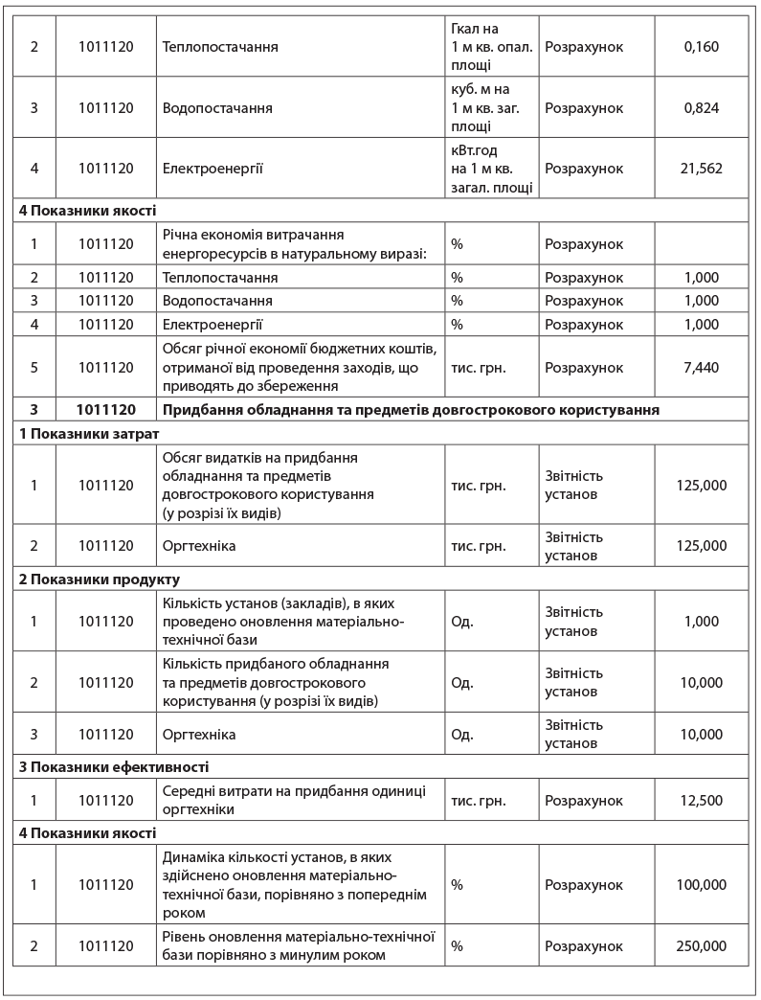 2 1011120 Теплопостачання Гкал на 1 м кв. опал. площі Розрахунок 0,160
3 1011120 Водопостачання куб. м на 1 м кв. заг. площі Розрахунок 0,824
4 1011120 Електроенергії кВт.год на 1 м кв. загал. площі Розрахунок 21,562
4 Показники якості
1 1011120 Річна економія витрачання енергоресурсів в натуральному виразі: % Розрахунок
2 1011120 Теплопостачання % Розрахунок 1,000
3 1011120 Водопостачання % Розрахунок 1,000
4 1011120 Електроенергії % Розрахунок 1,000
5 1011120 Обсяг річної економії бюджетних коштів, отриманої від проведення заходів, що приводять до збереження тис. грн. Розрахунок 7,440
3 1011120 Придбання обладнання та предметів довгострокового користування
1 Показники затрат
1 1011120 Обсяг видатків на придбання обладнання та предметів довгострокового користування (у розрізі їх видів) тис. грн. Звітність установ 125,000
2 1011120 Оргтехніка тис. грн. Звітність установ 125,000
2 Показники продукту
1 1011120 Кількість установ (закладів), в яких проведено оновлення матеріально-технічної бази Од. Звітність установ 1,000
2 1011120 Кількість придбаного обладнання та предметів довгострокового користування (у розрізі їх видів) Од. Звітність установ 10,000
3 1011120 Оргтехніка Од. Звітність установ 10,000
3 Показники ефективності
1 1011120 Середні витрати на придбання одиниці оргтехніки тис. грн. Розрахунок 12,500
4 Показники якості
1 1011120 Динаміка кількості установ, в яких здійснено оновлення матеріально-технічної бази, порівняно з попереднім роком % Розрахунок 100,000
2 1011120 Рівень оновлення матеріально-технічної бази порівняно з минулим роком % Розрахунок 250,000